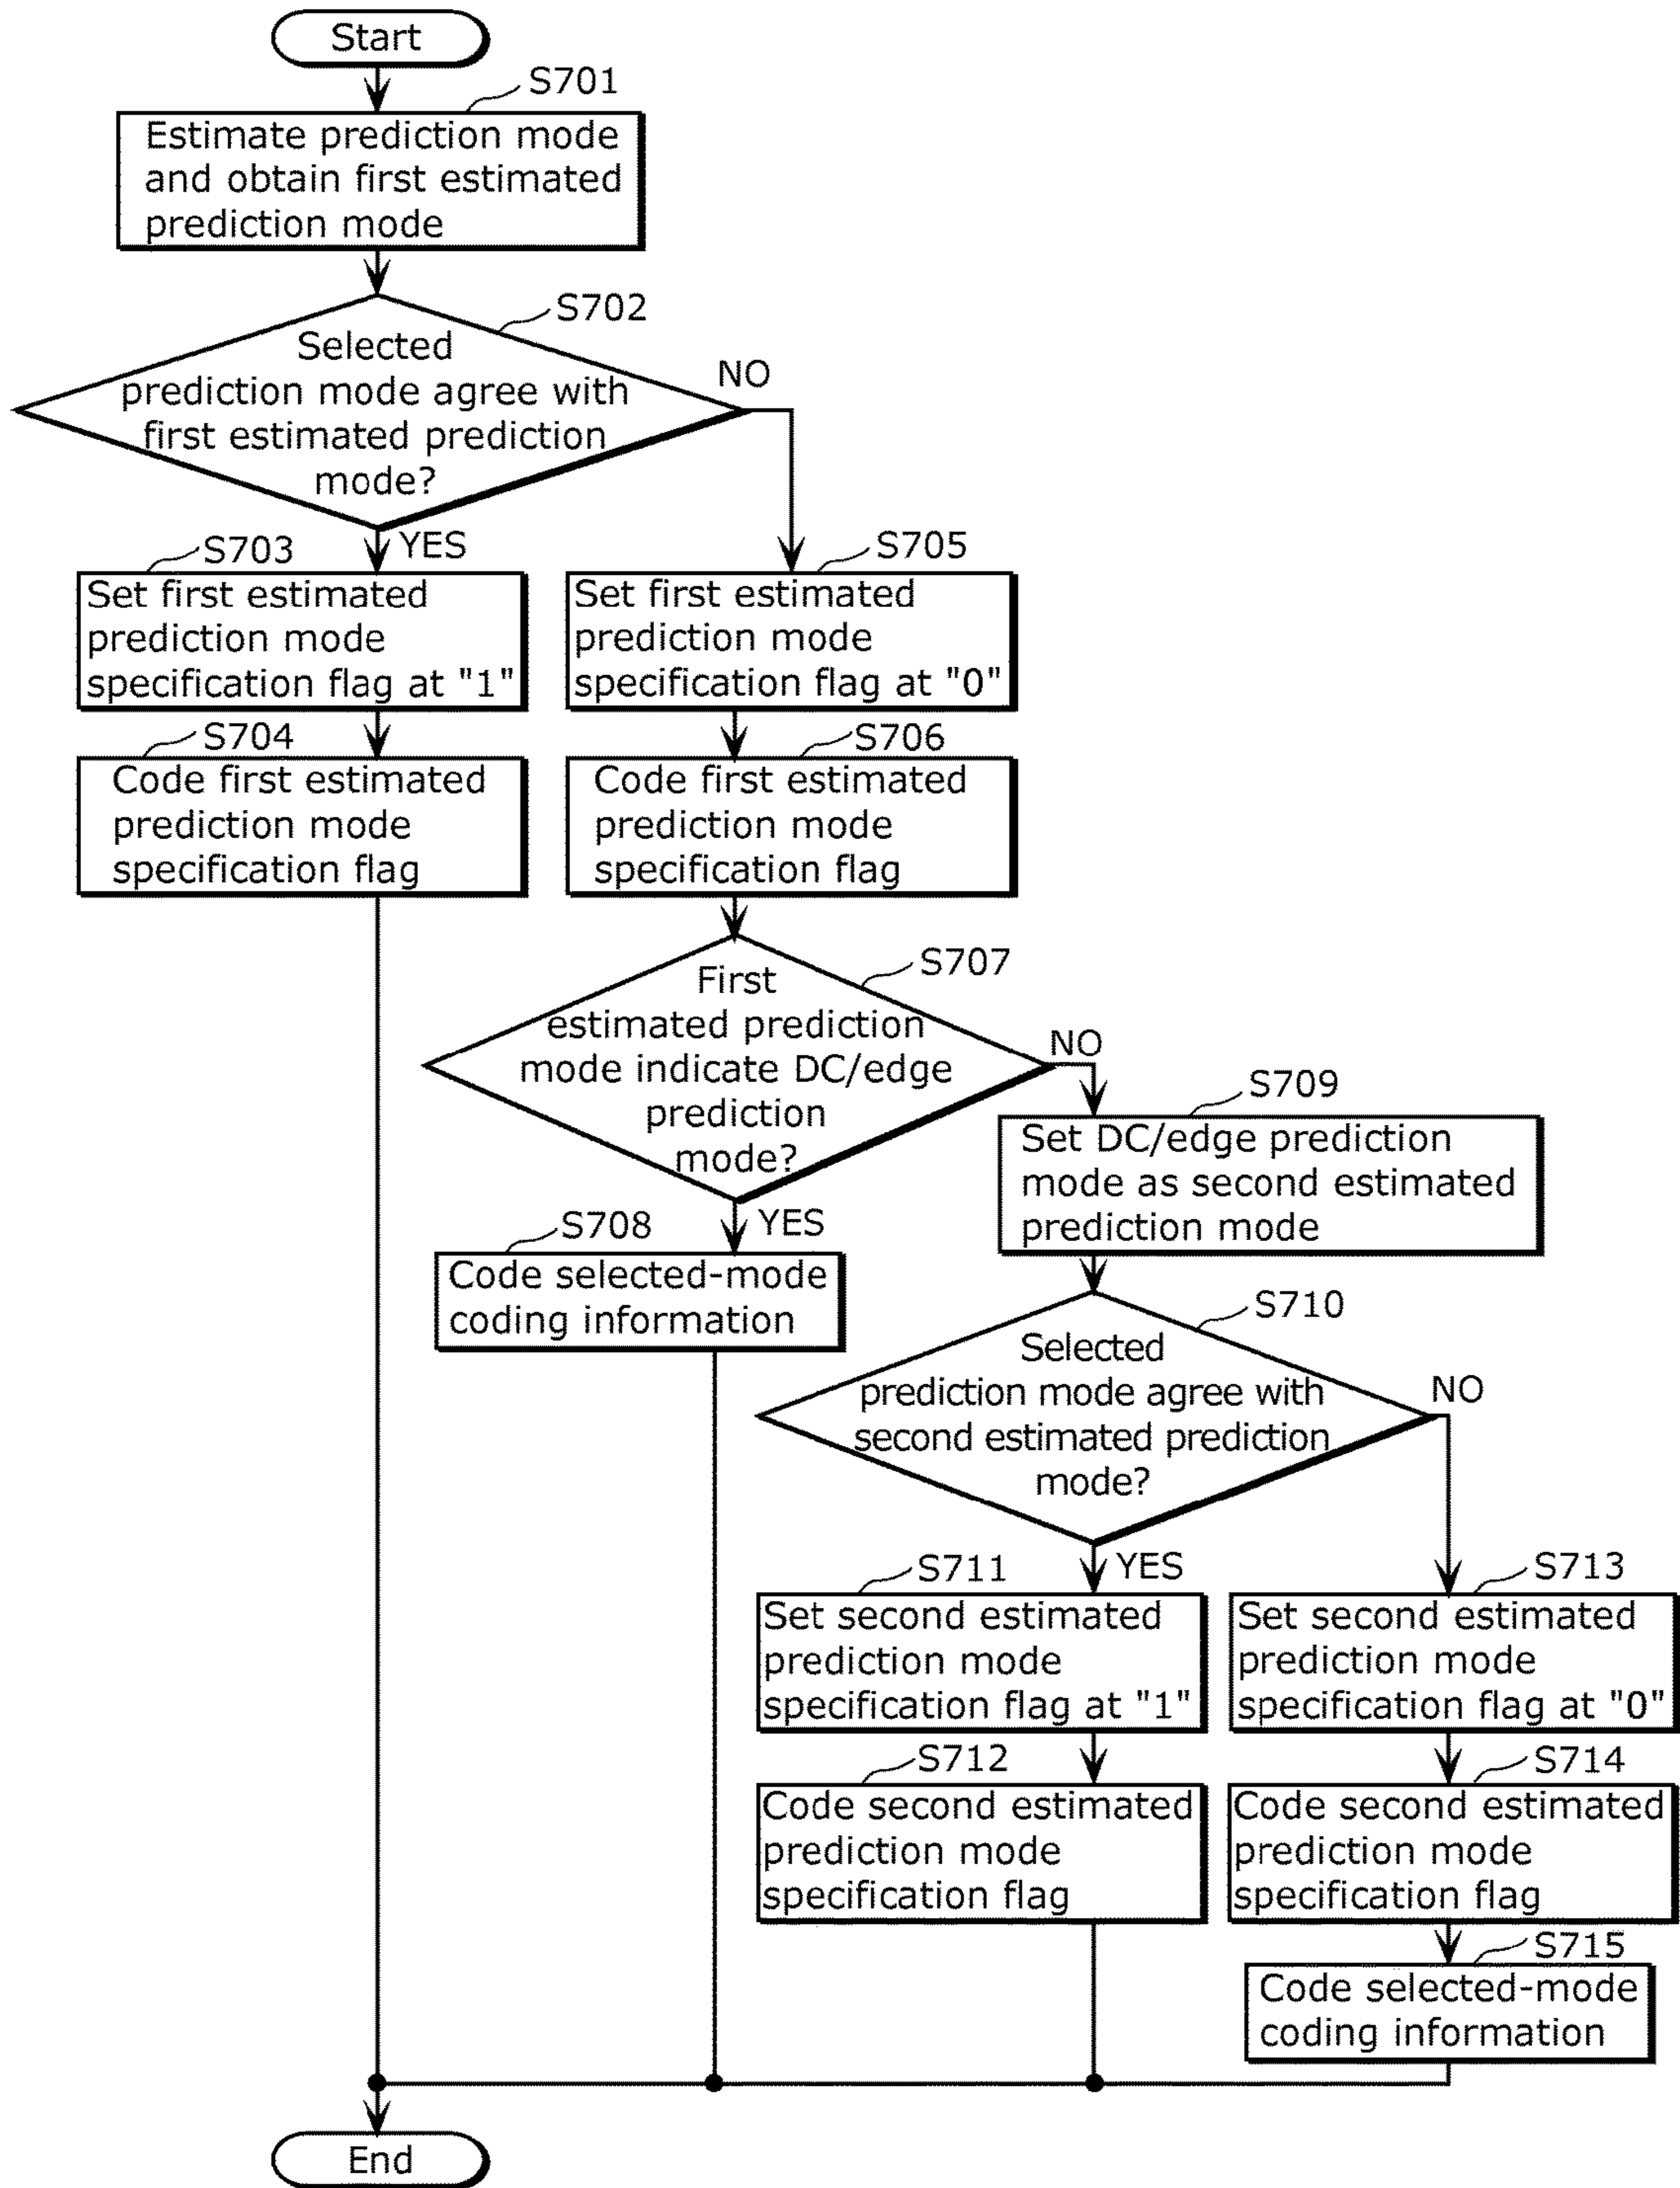 Start
S701
Estimate prediction mode
and obtain first estimated
prediction mode
S702
Selected
prediction mode agree with
first estimated prediction
mode?
NO
YES
S703
Set first estimated
prediction mode
specification flag at "1"
S704
Code first estimated
prediction mode
specification flag
S705
Set first estimated
prediction mode
specification flag at "0"
S706
Code first estimated
prediction mode
specification flag
S707
First
estimated prediction
mode indicate DC/edge
prediction
mode?
NO
YES
S708
Code selected-mode
coding information
S709
Set DC/edge prediction
mode as second estimated
prediction mode
S710
Selected
prediction mode agree with
second estimated prediction
mode?
NO
YES
S711
Set second estimated
prediction mode
specification flag at "1"
S712
Code second estimated
prediction mode
specification flag
S713
Set second estimated
prediction mode
specification flag at "0"
S714
Code second estimated
prediction mode
specification flag
S715
Code selected-mode
coding information
End